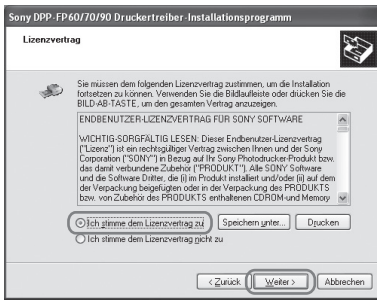 Sony DPP-FP60/70/90 Druckertreiber-Installationsprogramm
Lizenzvertrag
Sie müssen dem folgenden Lizenzvertrag zustimmen, um die Installation
fortsetzen zu können. Verwenden Sie die Bildlaufleiste oder drücken Sie die
BILD-AB-TASTE, um den gesamten Vertrag anzuzeigen.
ENDBENUTZER-LIZENZVERTRAG FÜR SONY SOFTWARE
WICHTIG-SORGFÄLTIG LESEN: Dieser Endbenutzer-Lizenzvertrag
("Lizenz") ist ein rechtsgültiger Vertrag zwischen Ihnen und der Sony
Corporation ("SONY") in Bezug auf Ihr Sony Photodrucker-Produkt bzw.
das damit verbundene Zubehör ("PRODUKT"). Alle SONY Software
und die Software Dritter, die (i) im Produkt installiert und/oder (ii) auf dem
der Verpackung beigefügten oder in der Verpackung des PRODUKTS
bzw. von Zubehör des PRODUKTS enthaltenen CDROM-und Memory
Ich stimme dem Lizenzvertrag zu
Speichern unter...
Drucken
Ich stimme dem Lizenzvertrag nicht zu
< Zurück
Weiter >
Abbrechen